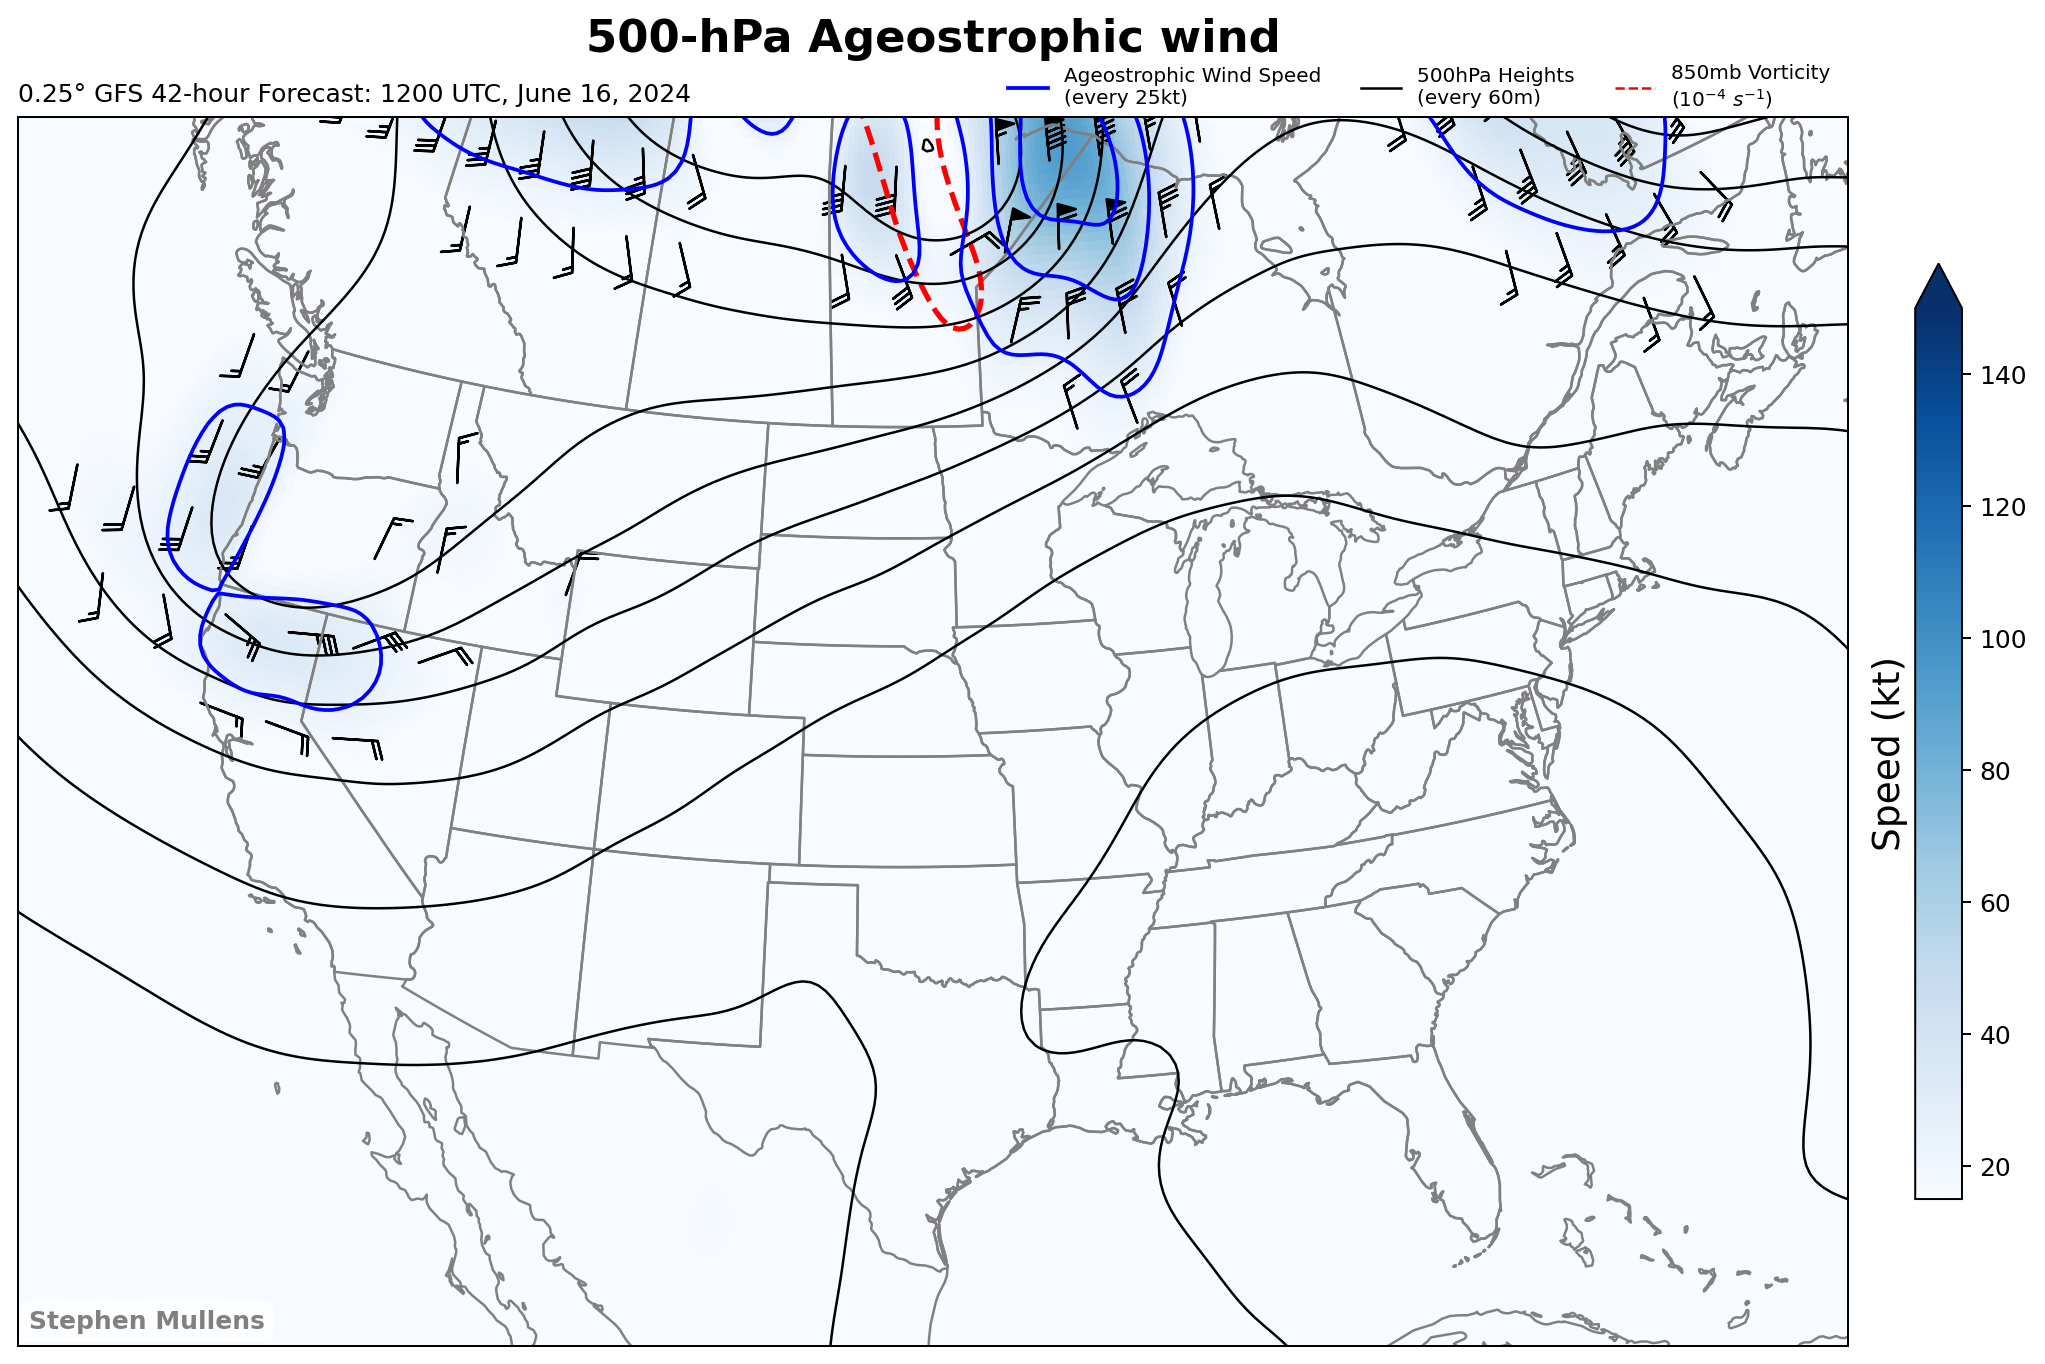 500-hPa Ageostrophic wind
0.25° GFS 42-hour Forecast: 1200 UTC, June 16, 2024
Ageostrophic Wind Speed
(every 25kt)
500hPa Heights
(every 60m)
850mb Vorticity
(10⁻⁴ s⁻¹)
140
120
100
80
60
40
20
Speed (kt)
Stephen Mullens